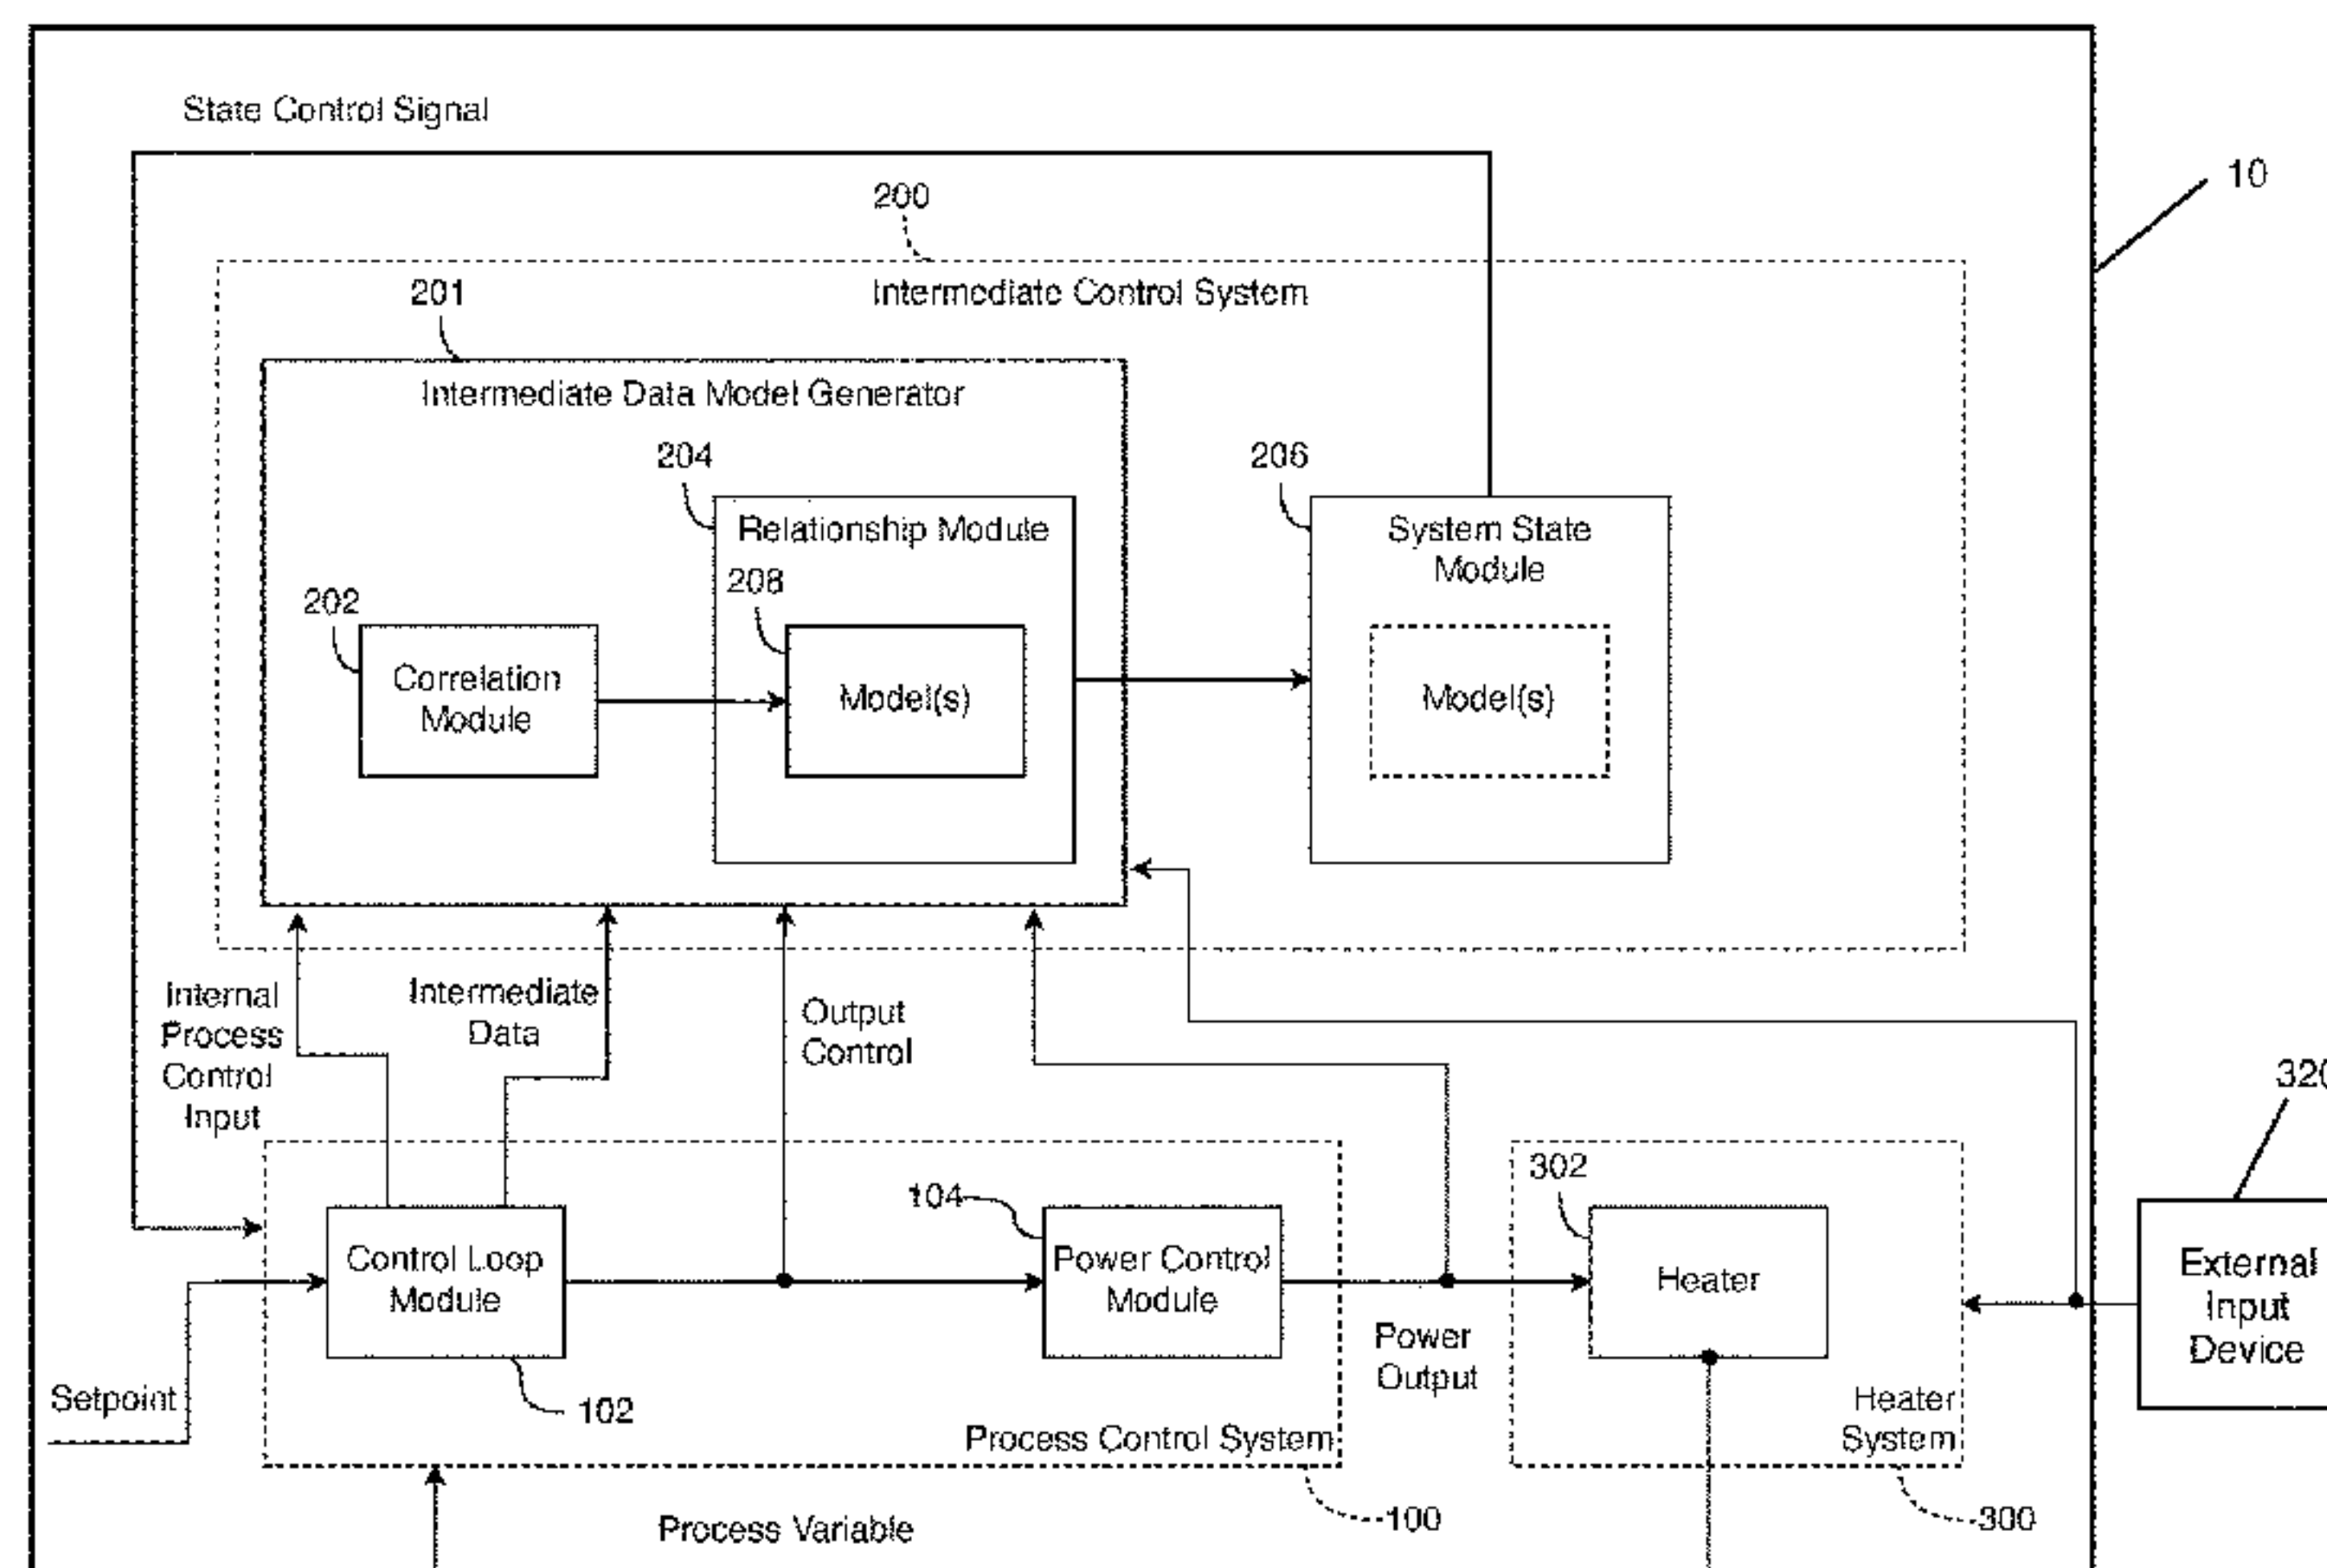 State Control Signal
10
200
Intermediate Control System
201
Intermediate Data Model Generator
204
206
Relationship Module
System State
Module
208
202
Correlation
Module
Model(s)
Model(s)
Internal
Process
Control
Input
Intermediate
Data
Output
Control
320
104
302
Control Loop
Module
Power Control
Module
Heater
External
Input
Device
Power
Output
Setpoint
102
Heater
System
Process Control System
100
300
Process Variable